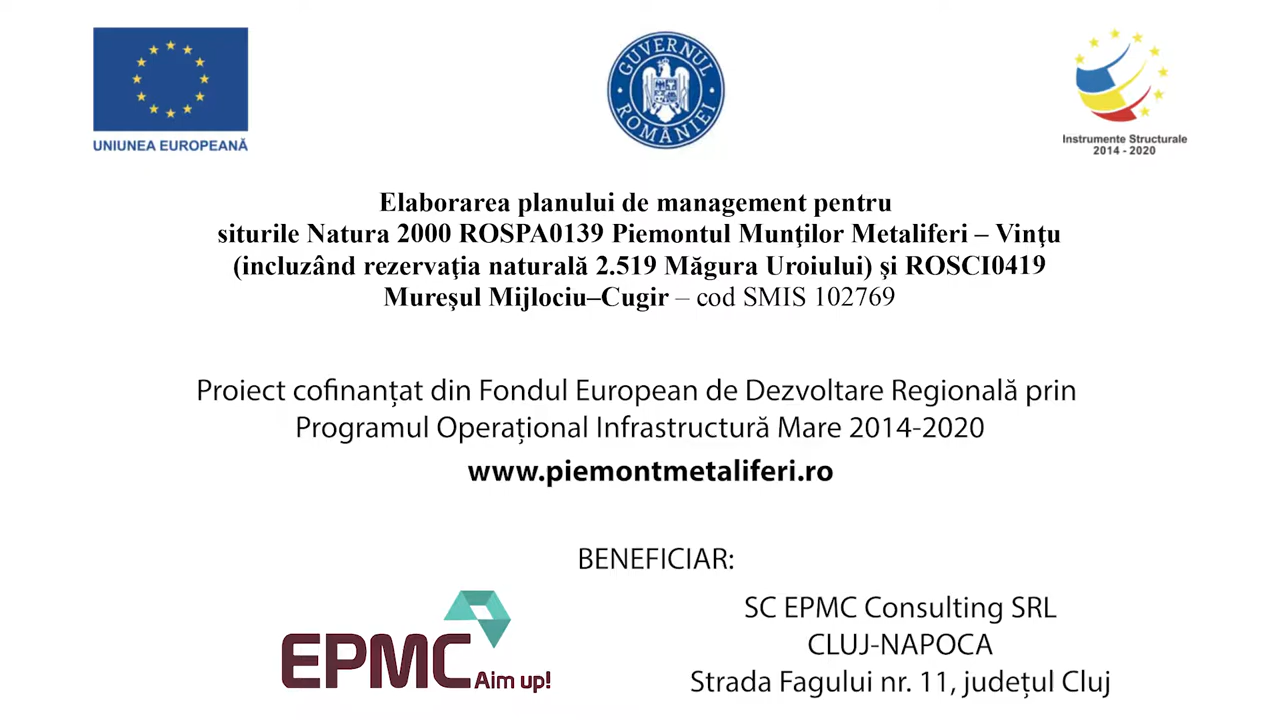 UNIUNEA EUROPEANĂ
GUVERNUL ROMÂNIEI
Instrumente Structurale
2014 - 2020
Elaborarea planului de management pentru
siturile Natura 2000 ROSPA0139 Piemontul Munţilor Metaliferi – Vinţu
(incluzând rezervaţia naturală 2.519 Măgura Uroiului) şi ROSCI0419
Mureşul Mijlociu–Cugir – cod SMIS 102769
Proiect cofinanțat din Fondul European de Dezvoltare Regională prin
Programul Operațional Infrastructură Mare 2014-2020
www.piemontmetaliferi.ro
BENEFICIAR:
EPMC
Aim up!
SC EPMC Consulting SRL
CLUJ-NAPOCA
Strada Fagului nr. 11, județul Cluj